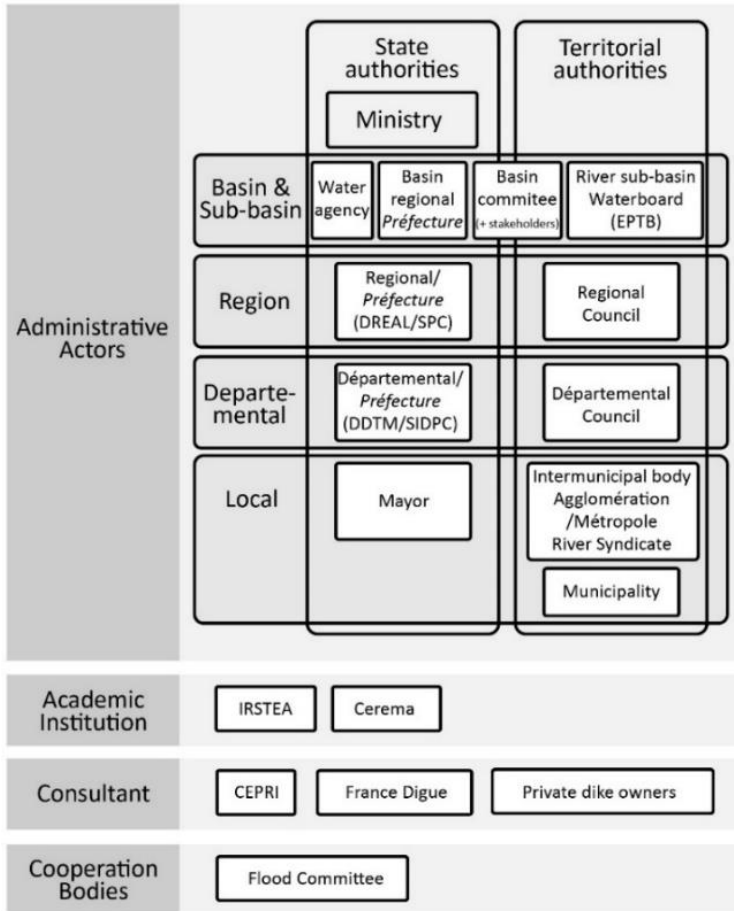 State
authorities
Territorial
authorities
Ministry
Administrative
Actors
Basin &
Sub-basin
Water
agency
Basin
regional
Préfecture
Basin
commitee
(+ stakeholders)
River sub-basin
Waterboard
(EPTB)
Region
Regional/
Préfecture
(DREAL/SPC)
Regional
Council
Departe-
mental
Départemental/
Préfecture
(DDTM/SIDPC)
Départemental
Council
Local
Mayor
Intermunicipal body
Agglomération
/Métropole
River Syndicate
Municipality
Academic
Institution
IRSTEA
Cerema
Consultant
CEPRI
France Digue
Private dike owners
Cooperation
Bodies
Flood Committee